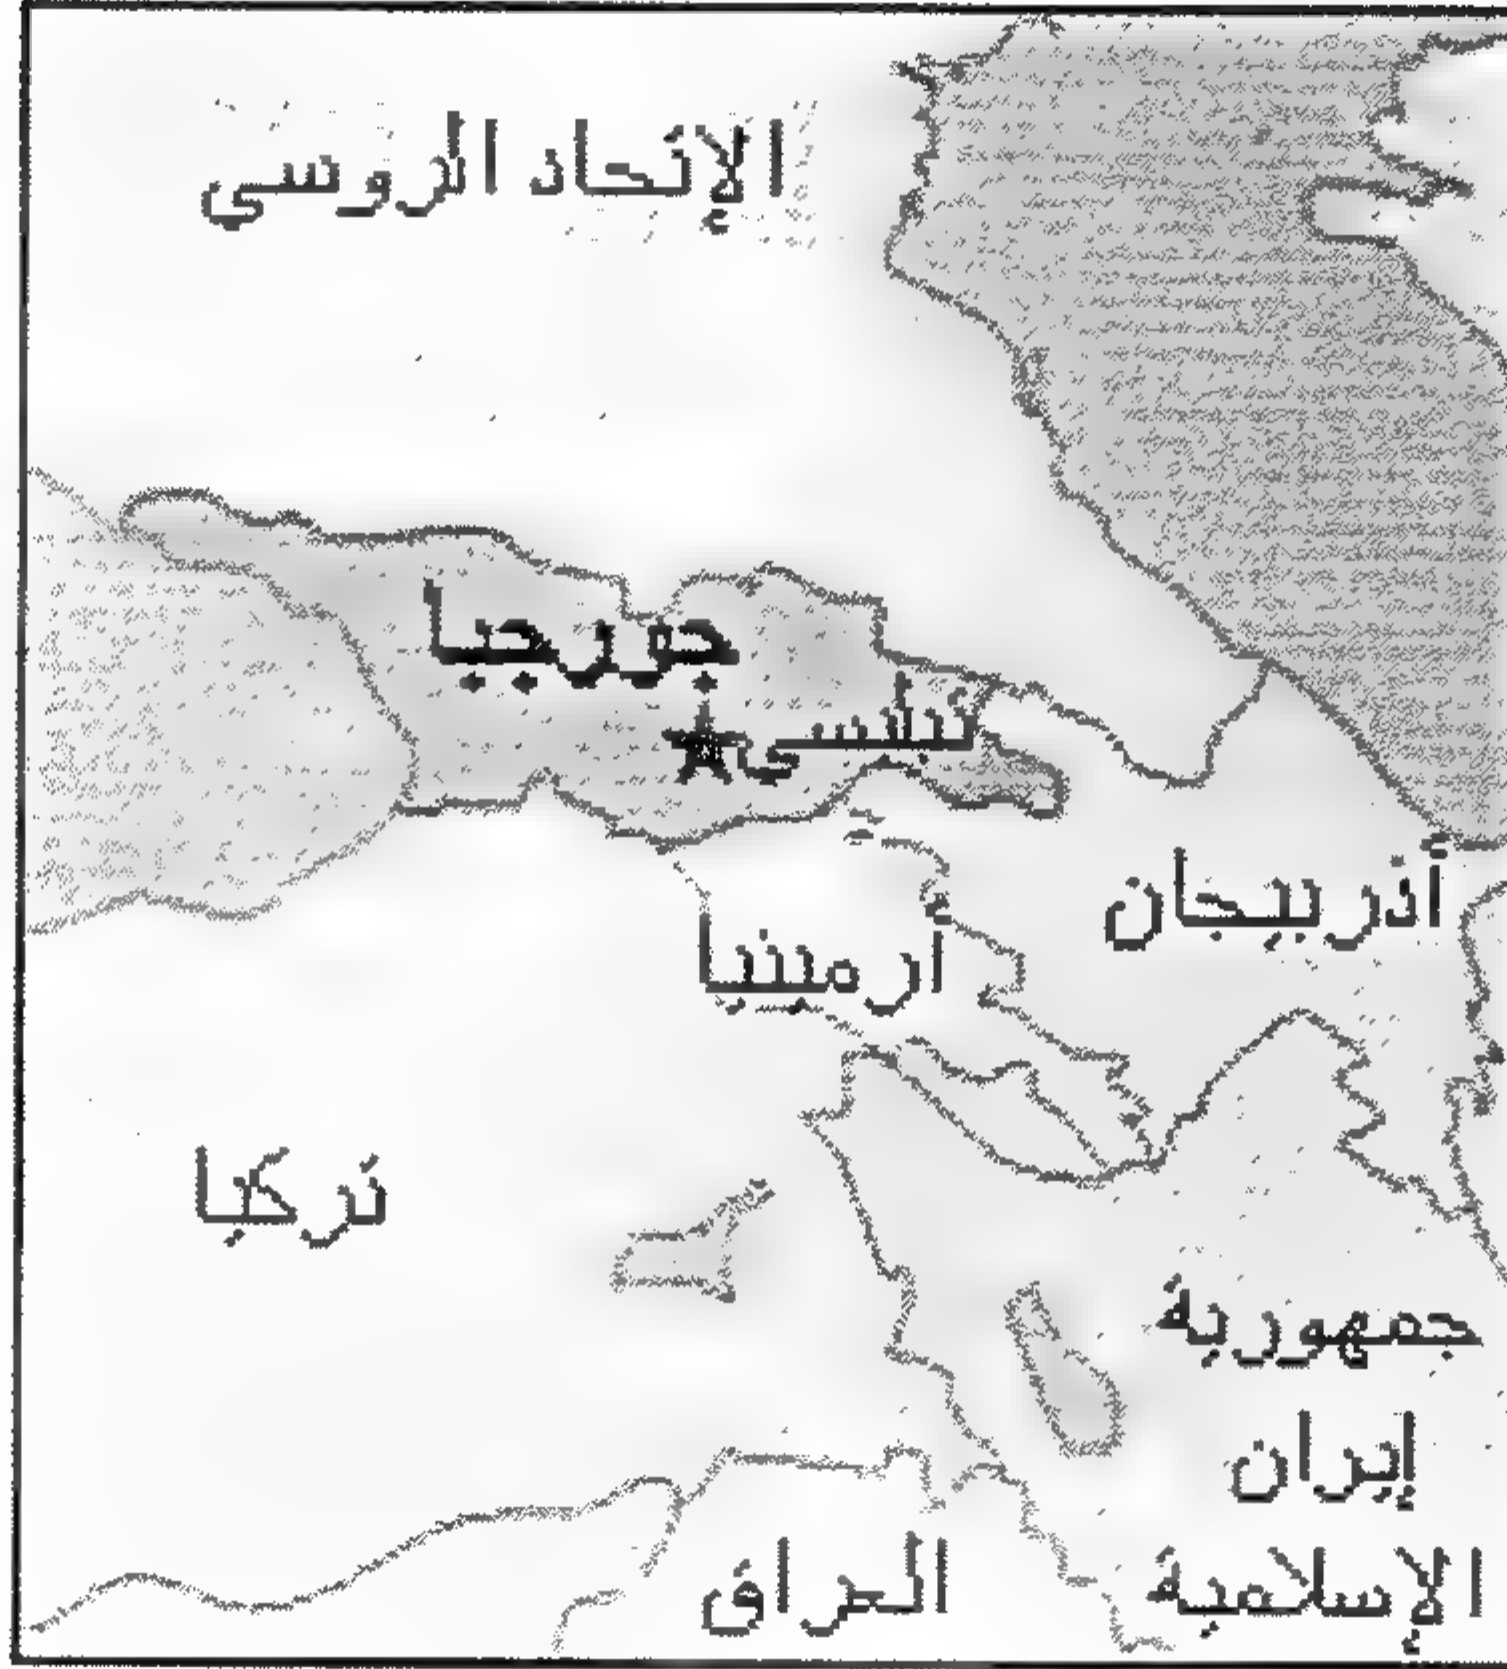 الإتحاد الروسي
جورجيا
تبليسي
أذربيجان
أرمينيا
تركيا
جمهورية
إيران
الإسلامية
العراق